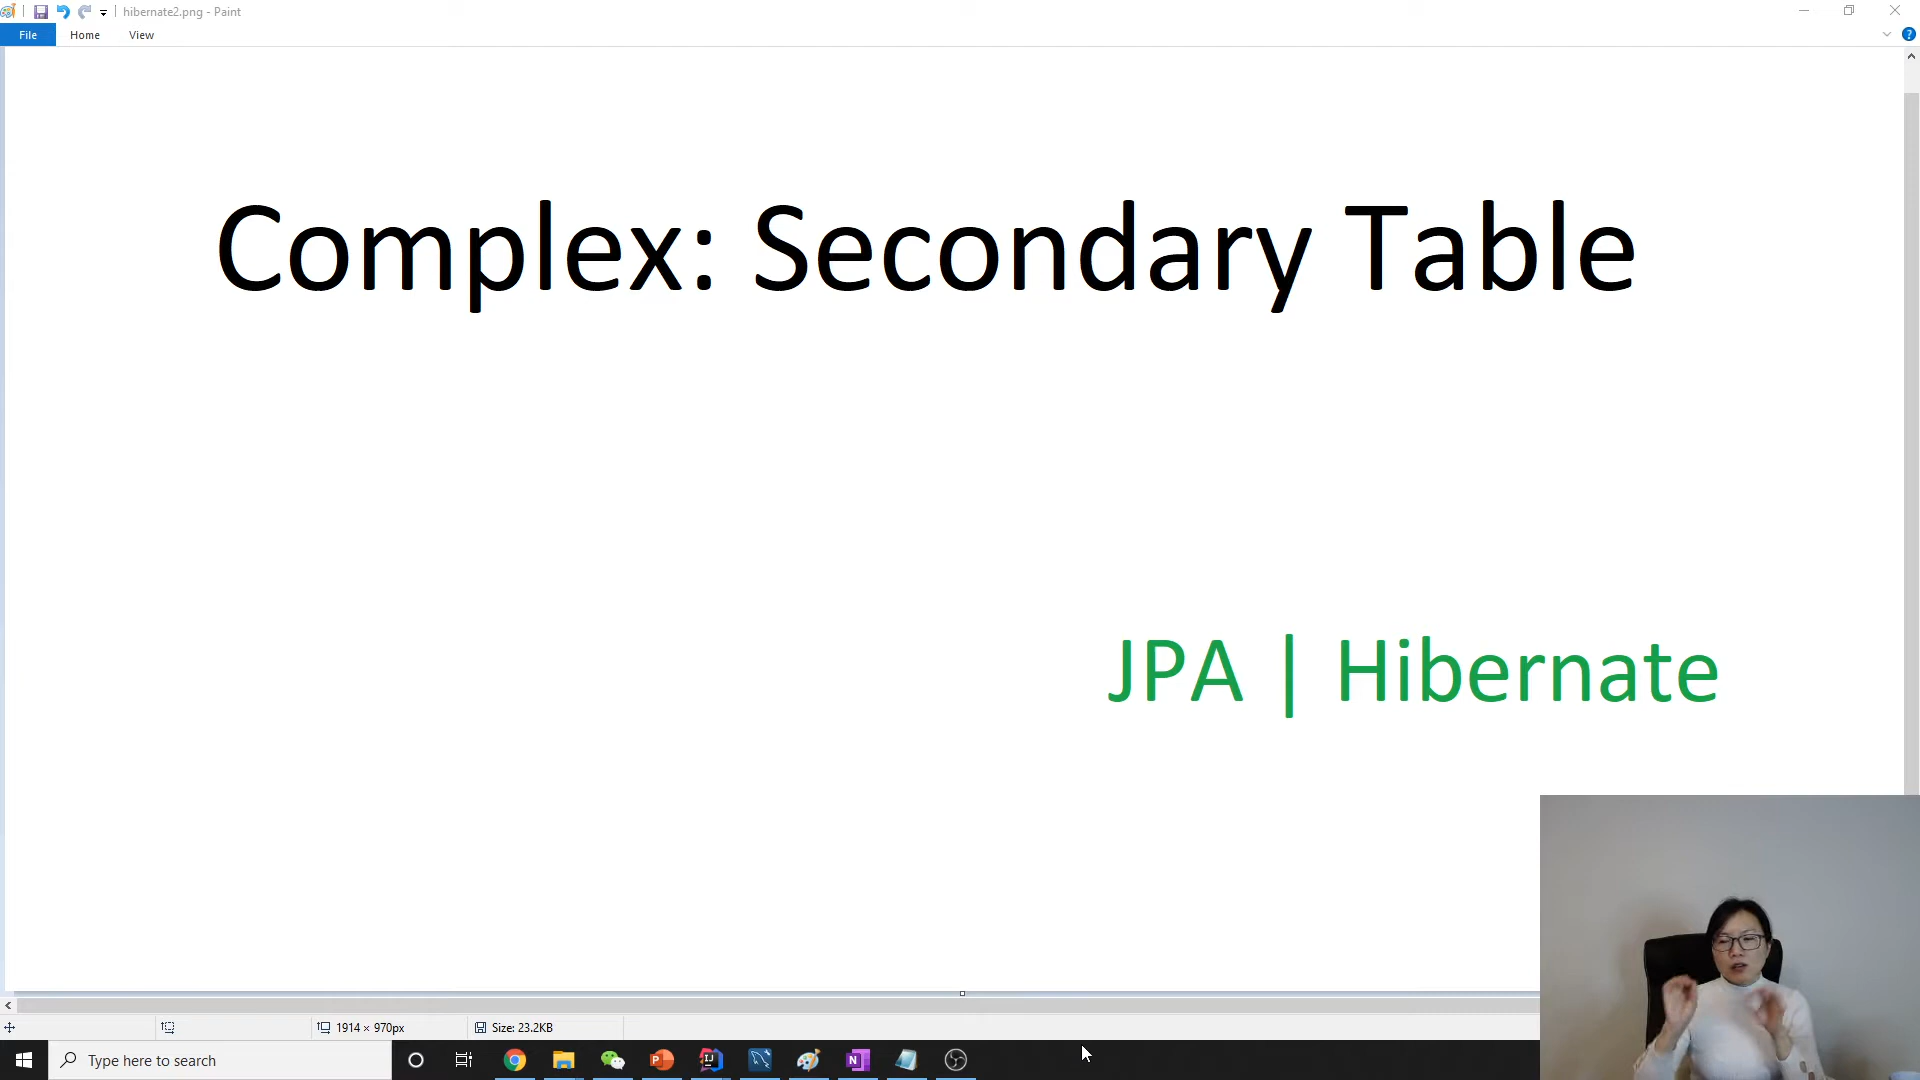 hibernate2.png - Paint
File Home View
Complex: Secondary Table
JPA | Hibernate
1914 × 970px Size: 23.2KB
Type here to search